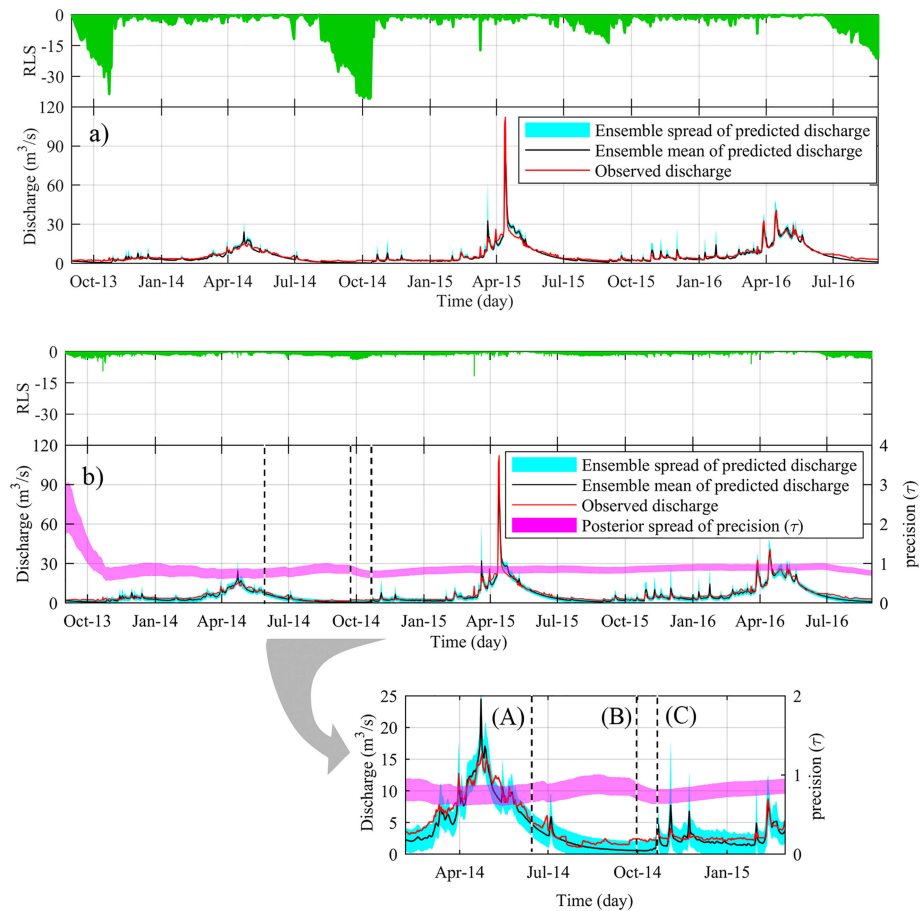 0
-15
-30
RLS
120
90
60
30
0
Discharge (m³/s)
a)
Ensemble spread of predicted discharge
Ensemble mean of predicted discharge
Observed discharge
Oct-13 Jan-14 Apr-14 Jul-14 Oct-14 Jan-15 Apr-15 Jul-15 Oct-15 Jan-16 Apr-16 Jul-16
Time (day)
0
-15
-30
RLS
120
90
60
30
0
Discharge (m³/s)
b)
Ensemble spread of predicted discharge
Ensemble mean of predicted discharge
Observed discharge
Posterior spread of precision (τ)
4
3
2
1
0
precision (τ)
Oct-13 Jan-14 Apr-14 Jul-14 Oct-14 Jan-15 Apr-15 Jul-15 Oct-15 Jan-16 Apr-16 Jul-16
Time (day)
25
20
15
10
5
0
Discharge (m³/s)
(A) (B) (C)
2
1
0
precision (τ)
Apr-14 Jul-14 Oct-14 Jan-15
Time (day)